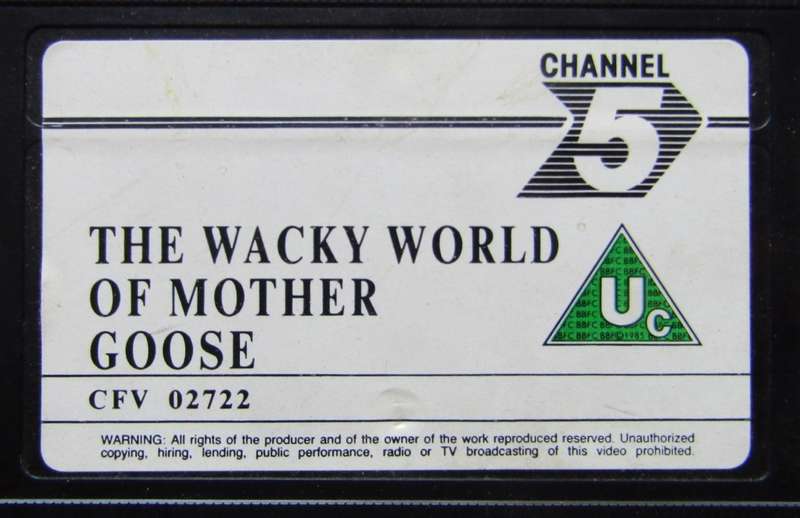 CHANNEL
5
THE WACKY WORLD
OF MOTHER
GOOSE
Uc
BBFC ©1985
CFV 02722
WARNING: All rights of the producer and of the owner of the work reproduced reserved. Unauthorized
copying, hiring, lending, public performance, radio or TV broadcasting of this video prohibited.